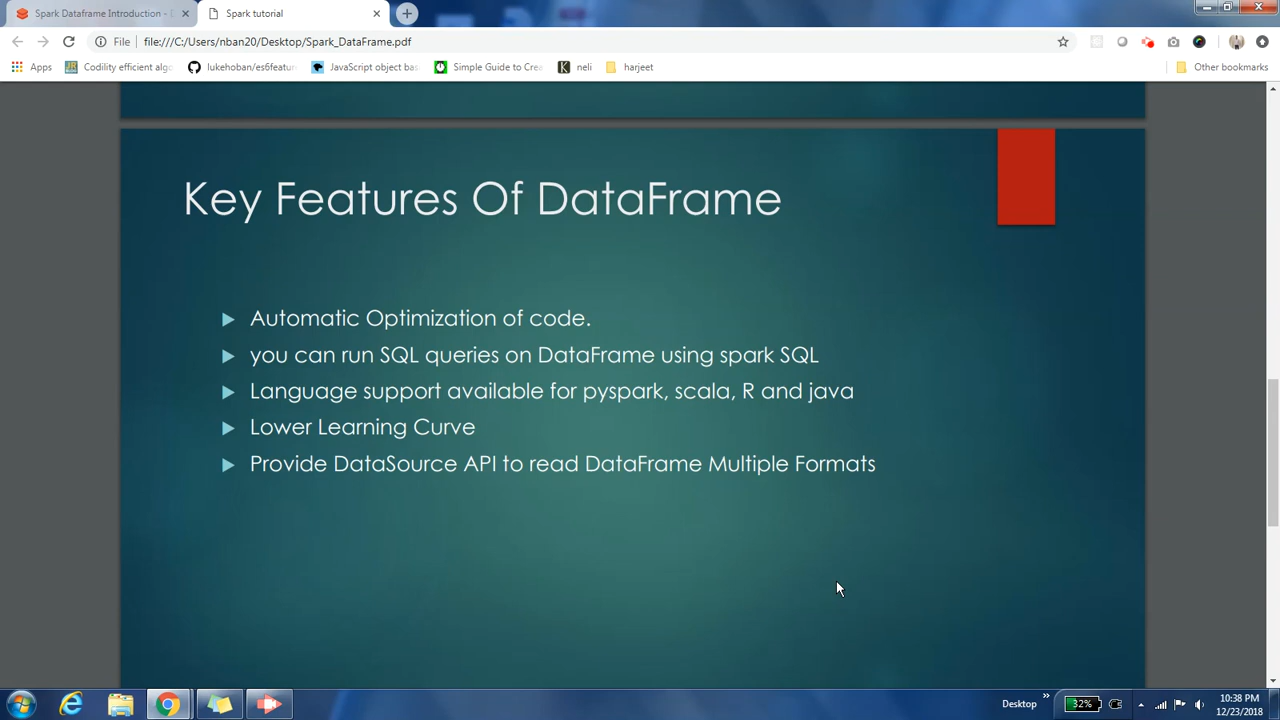 Spark Dataframe Introduction - D
Spark tutorial
File
file:///C:/Users/nban20/Desktop/Spark_DataFrame.pdf
Apps
Codility efficient algo
lukehoban/es6featur
JavaScript object bas
Simple Guide to Crea
neli
harjeet
Other bookmarks
Key Features Of DataFrame
Automatic Optimization of code.
you can run SQL queries on DataFrame using spark SQL
Language support available for pyspark, scala, R and java
Lower Learning Curve
Provide DataSource API to read DataFrame Multiple Formats
Desktop
32%
10:38 PM
12/23/2018